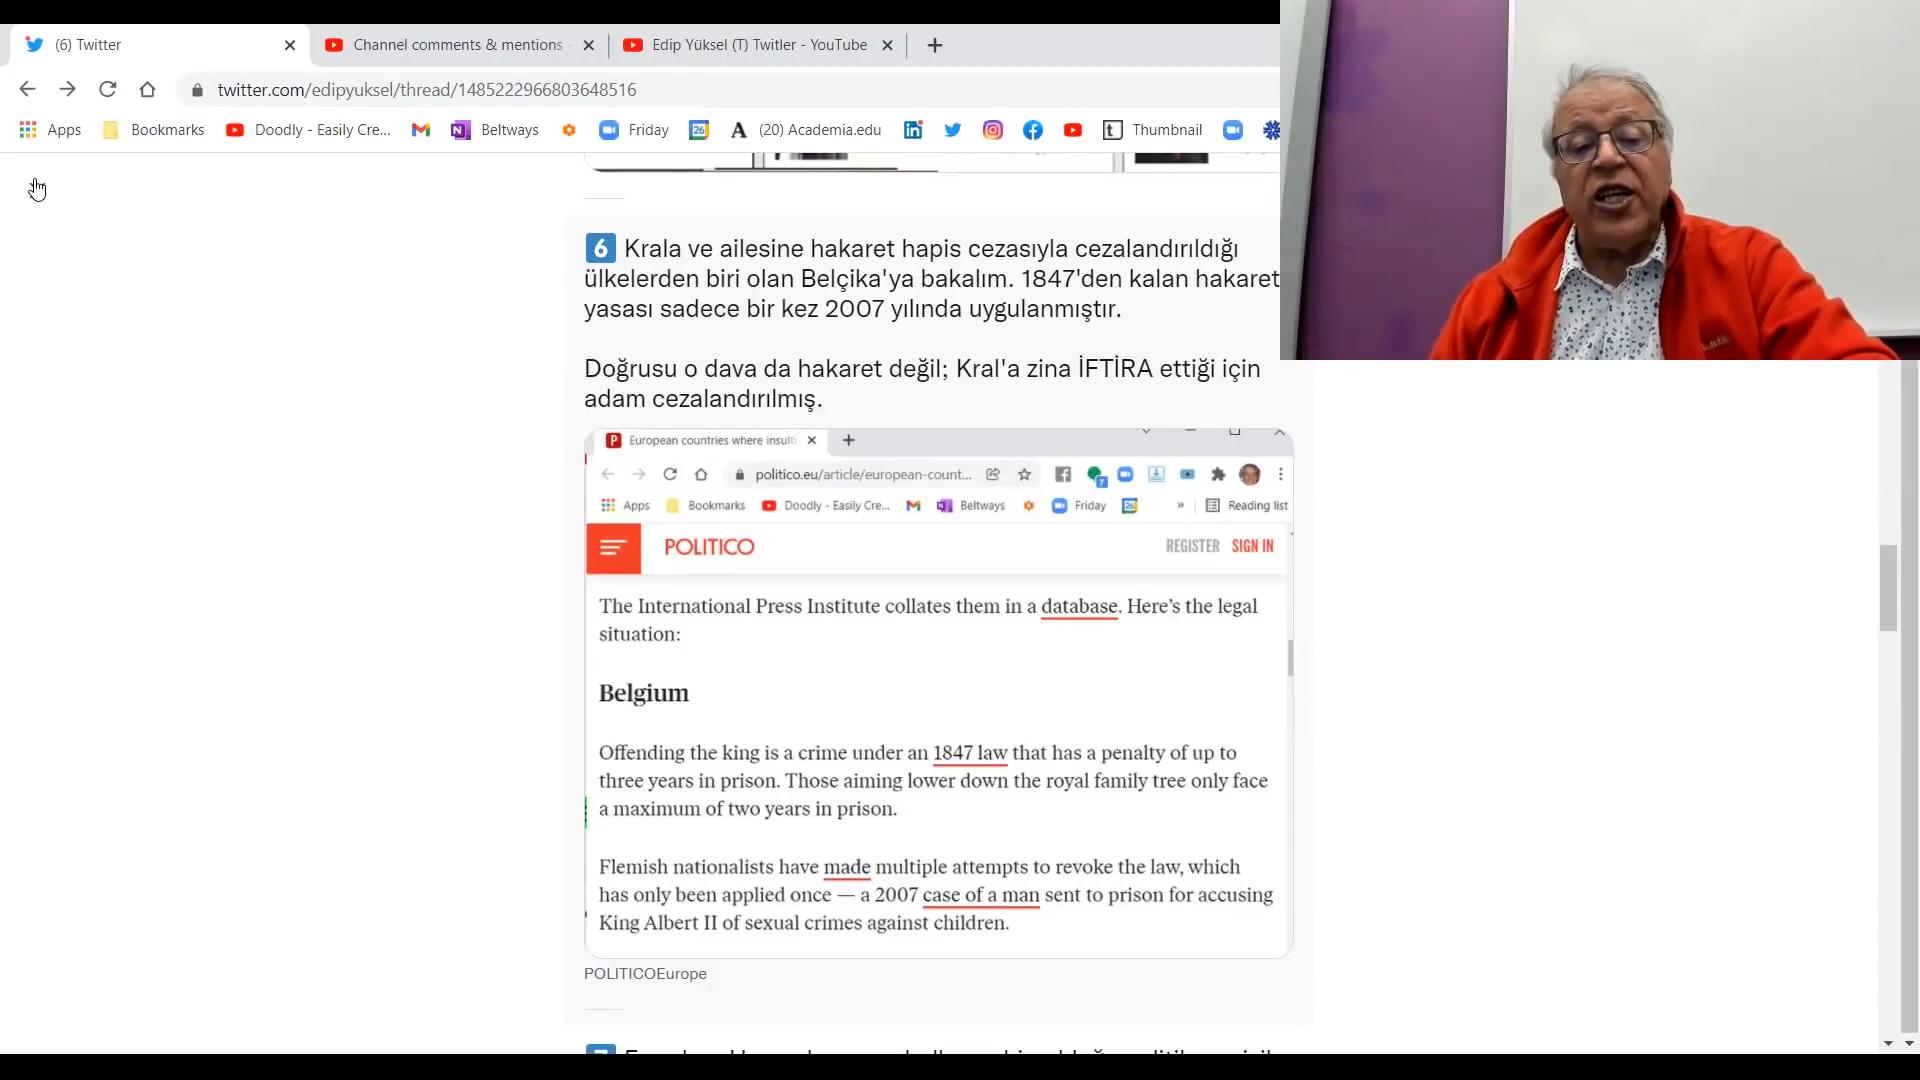 (6) Twitter
Channel comments & mentions
Edip Yüksel (T) Twitler - YouTube
twitter.com/edipyuksel/thread/1485222966803648516
Apps
Bookmarks
Doodly - Easily Cre...
Beltways
Friday
26
(20) Academia.edu
Thumbnail
6 Krala ve ailesine hakaret hapis cezasıyla cezalandırıldığı
ülkelerden biri olan Belçika'ya bakalım. 1847'den kalan hakaret
yasası sadece bir kez 2007 yılında uygulanmıştır.
Doğrusu o dava da hakaret değil; Kral'a zina İFTİRA ettiği için
adam cezalandırılmış.
European countries where insult
politico.eu/article/european-count...
7
Apps
Bookmarks
Doodly - Easily Cre...
Beltways
Friday
26
»
Reading list
POLITICO
REGISTER SIGN IN
The International Press Institute collates them in a database. Here's the legal
situation:
Belgium
Offending the king is a crime under an 1847 law that has a penalty of up to
three years in prison. Those aiming lower down the royal family tree only face
a maximum of two years in prison.
Flemish nationalists have made multiple attempts to revoke the law, which
has only been applied once — a 2007 case of a man sent to prison for accusing
King Albert II of sexual crimes against children.
POLITICOEurope